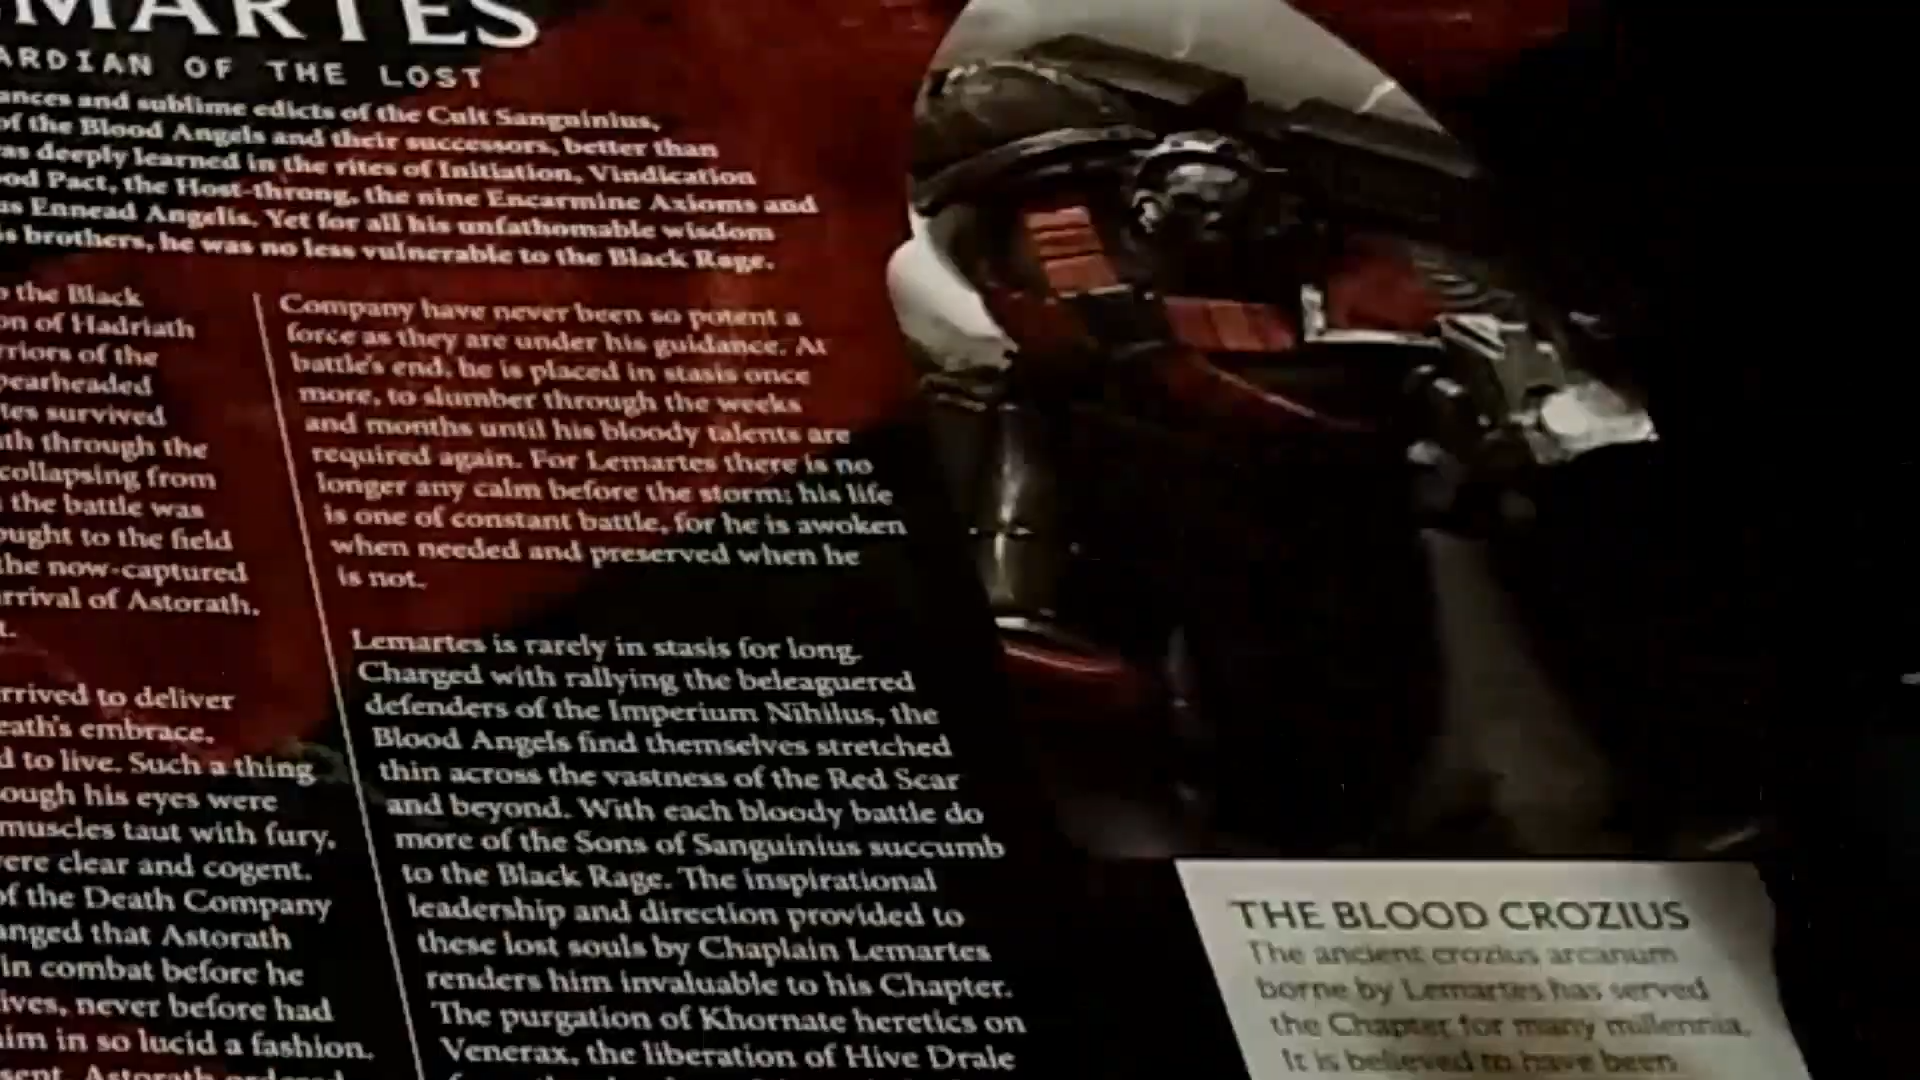 MARTES
ARDIAN OF THE LOST
ances and sublime edicts of the Cult Sanguinius,
of the Blood Angels and their successors, better than
as deeply learned in the rites of Initiation, Vindication
ood Pact, the Host-throng, the nine Encarmine Axioms and
us Ennead Angelis. Yet for all his unfathomable wisdom
is brothers, he was no less vulnerable to the Black Rage.
o the Black
on of Hadriath
rriors of the
pearheaded
tes survived
ath through the
collapsing from
the battle was
ought to the field
the now-captured
rrival of Astorath.
t.
rrived to deliver
eath's embrace.
d to live. Such a thing
ough his eyes were
muscles taut with fury,
were clear and cogent.
of the Death Company
anged that Astorath
in combat before he
lives, never before had
him in so lucid a fashion.
sent, Astorath ordered
Company have never been so potent a
force as they are under his guidance. At
battle's end, he is placed in stasis once
more, to slumber through the weeks
and months until his bloody talents are
required again. For Lemartes there is no
longer any calm before the storm; his life
is one of constant battle, for he is awoken
when needed and preserved when he
is not.
Lemartes is rarely in stasis for long.
Charged with rallying the beleaguered
defenders of the Imperium Nihilus, the
Blood Angels find themselves stretched
thin across the vastness of the Red Scar
and beyond. With each bloody battle do
more of the Sons of Sanguinius succumb
to the Black Rage. The inspirational
leadership and direction provided to
these lost souls by Chaplain Lemartes
renders him invaluable to his Chapter.
The purgation of Khornate heretics on
Venerax, the liberation of Hive Drale
THE BLOOD CROZIUS
The ancient crozius arcanum
borne by Lemartes has served
the Chapter for many millennia.
It is believed to have been